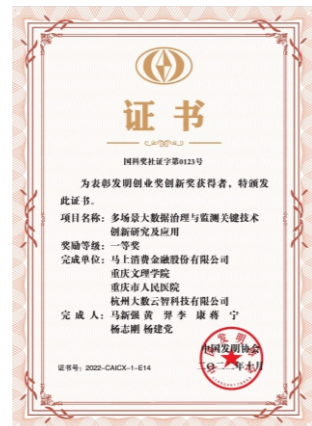 证书
国科奖社证字第0123号
为表彰发明创业奖创新奖获得者，特颁发
此证书。
项目名称：多场景大数据治理与监测关键技术
创新研究及应用
奖励等级：一等奖
完成单位：马上消费金融股份有限公司
重庆文理学院
重庆市人民医院
杭州大数云智科技有限公司
完成人：马新强 黄羿 李康 蒋宁
杨志刚 杨建党
中国发明协会
二〇二二年十月
证书号：2022-CAICX-1-E14